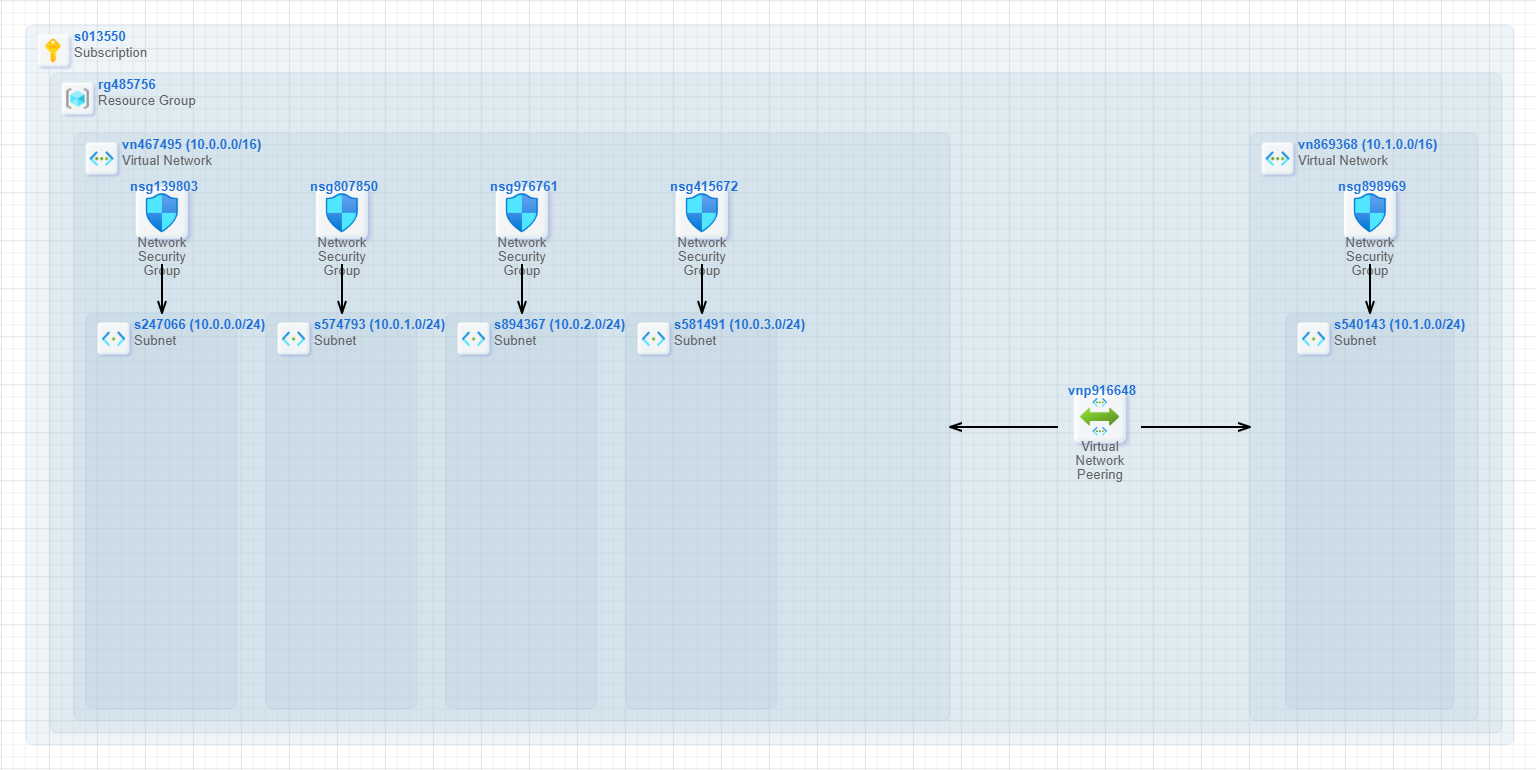 s013550
Subscription
rg485756
Resource Group
vn467495 (10.0.0.0/16)
Virtual Network
vn869368 (10.1.0.0/16)
Virtual Network
nsg139803
Network
Security
Group
nsg807850
Network
Security
Group
nsg976761
Network
Security
Group
nsg415672
Network
Security
Group
nsg898969
Network
Security
Group
s247066 (10.0.0.0/24)
Subnet
s574793 (10.0.1.0/24)
Subnet
s894367 (10.0.2.0/24)
Subnet
s581491 (10.0.3.0/24)
Subnet
s540143 (10.1.0.0/24)
Subnet
vnp916648
Virtual
Network
Peering